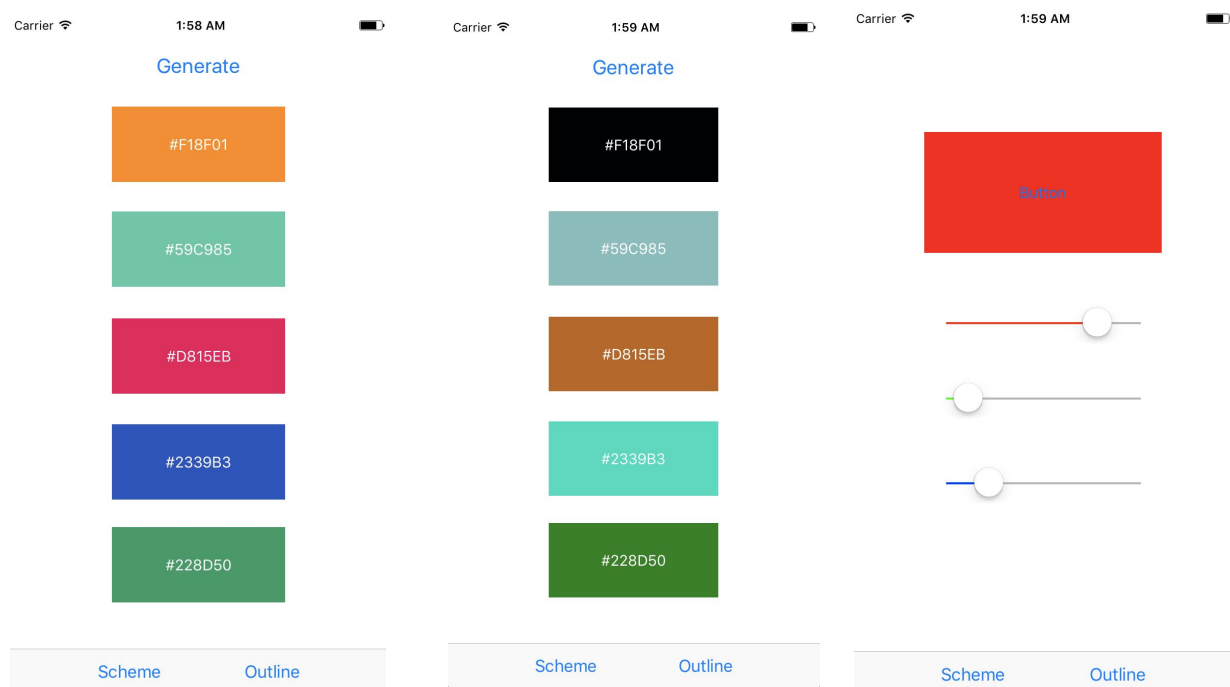 Carrier 1:58 AM
Generate
#F18F01
#59C985
#D815EB
#2339B3
#228D50
Scheme Outline
Carrier 1:59 AM
Generate
#F18F01
#59C985
#D815EB
#2339B3
#228D50
Scheme Outline
Carrier 1:59 AM
Button
Scheme Outline